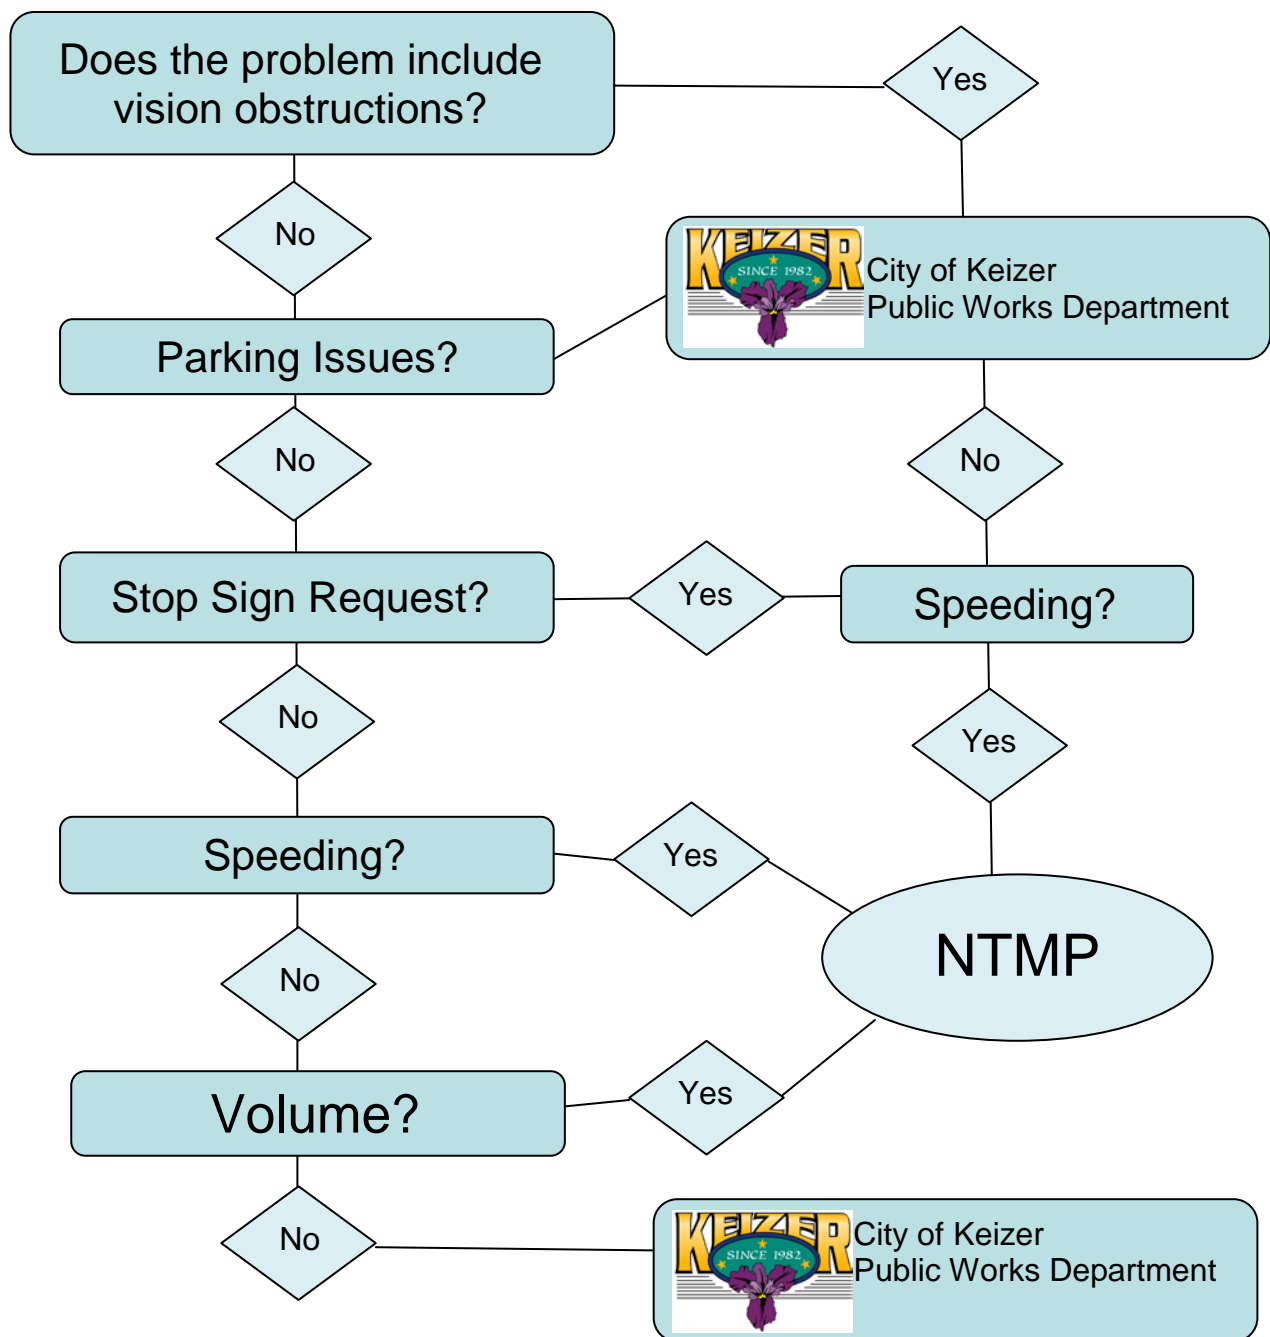 Does the problem include
vision obstructions?
Yes
No
KEIZER
SINCE 1982
City of Keizer
Public Works Department
Parking Issues?
No
No
Stop Sign Request?
Yes
Speeding?
No
Yes
Speeding?
Yes
NTMP
No
Volume?
Yes
No
KEIZER
SINCE 1982
City of Keizer
Public Works Department